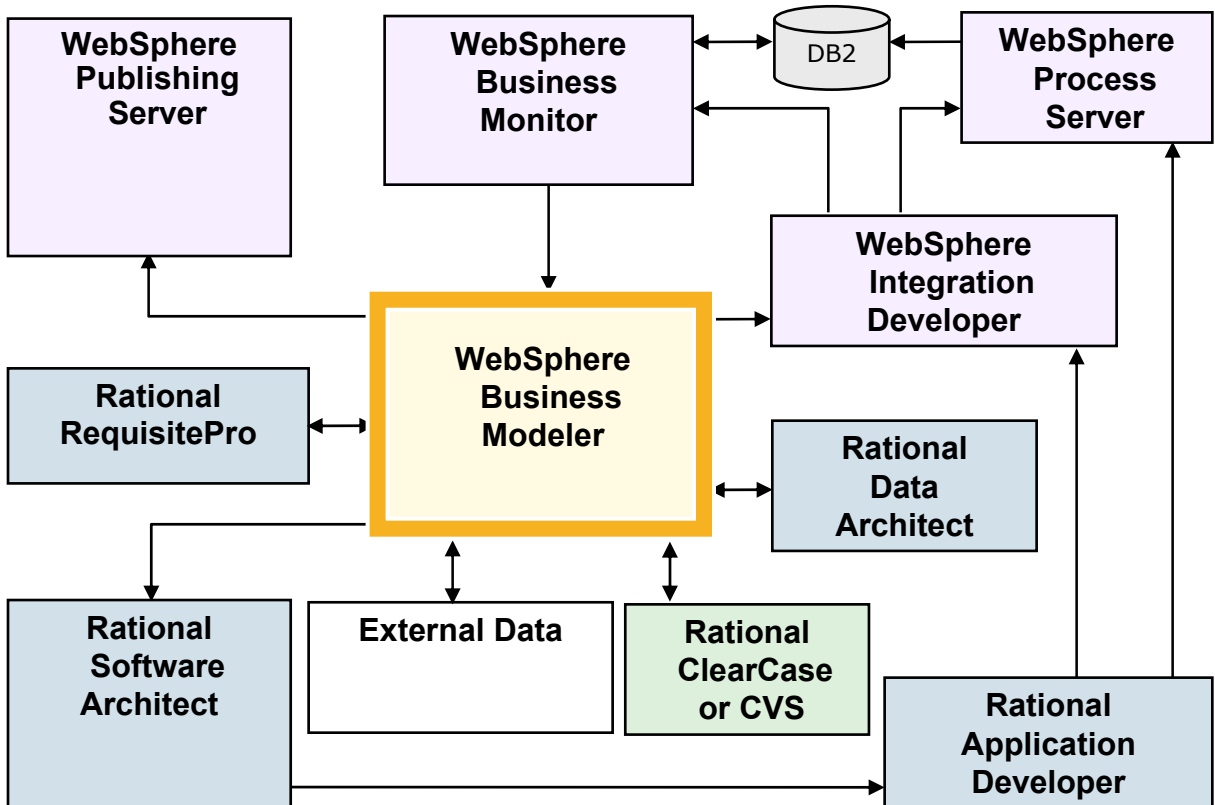 WebSphere
Publishing
Server
WebSphere
Business
Monitor
DB2
WebSphere
Process
Server
WebSphere
Integration
Developer
WebSphere
Business
Modeler
Rational
RequisitePro
Rational
Data
Architect
Rational
Software
Architect
External Data
Rational
ClearCase
or CVS
Rational
Application
Developer